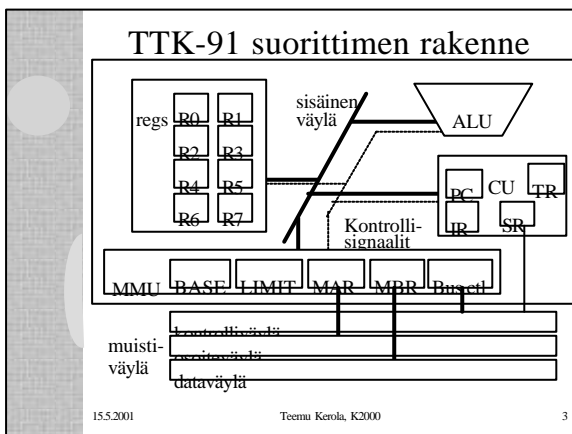 TTK-91 suorittimen rakenne
regs
R0 R1
R2 R3
R4 R5
R6 R7
sisäinen
väylä
ALU
PC CU TR
IR SR
Kontrolli-
signaalit
MMU BASE LIMIT MAR MBR Busctl
muisti-
väylä
kontrolliväylä
osoiteväylä
dataväylä
15.5.2001 Teemu Kerola, K2000 3